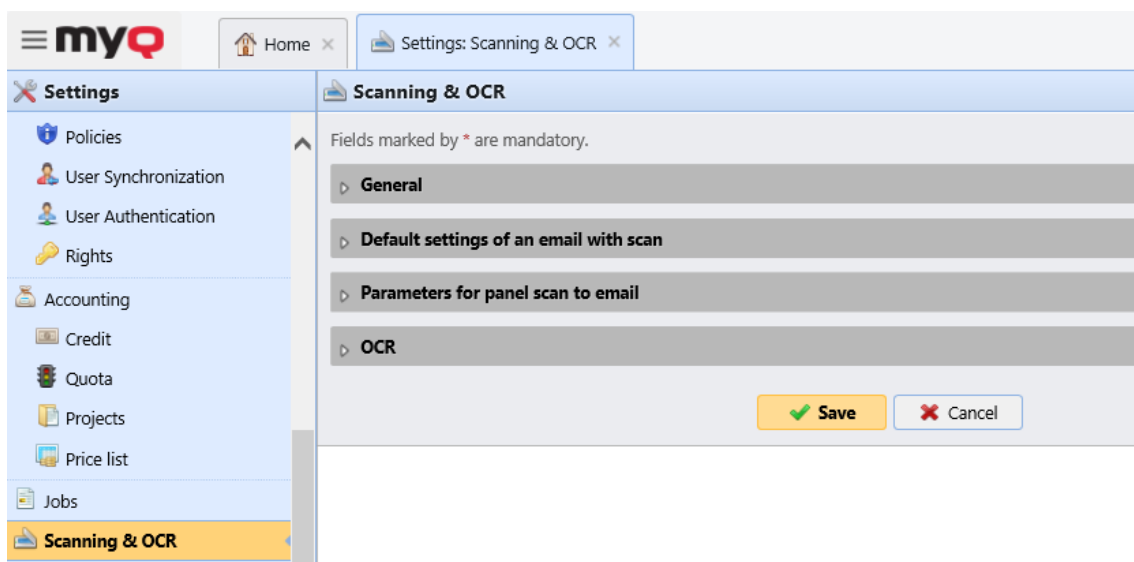 myQ
Home
Settings: Scanning & OCR
Settings
Scanning & OCR
Policies
User Synchronization
User Authentication
Rights
Accounting
Credit
Quota
Projects
Price list
Jobs
Scanning & OCR
Fields marked by * are mandatory.
General
Default settings of an email with scan
Parameters for panel scan to email
OCR
Save
Cancel